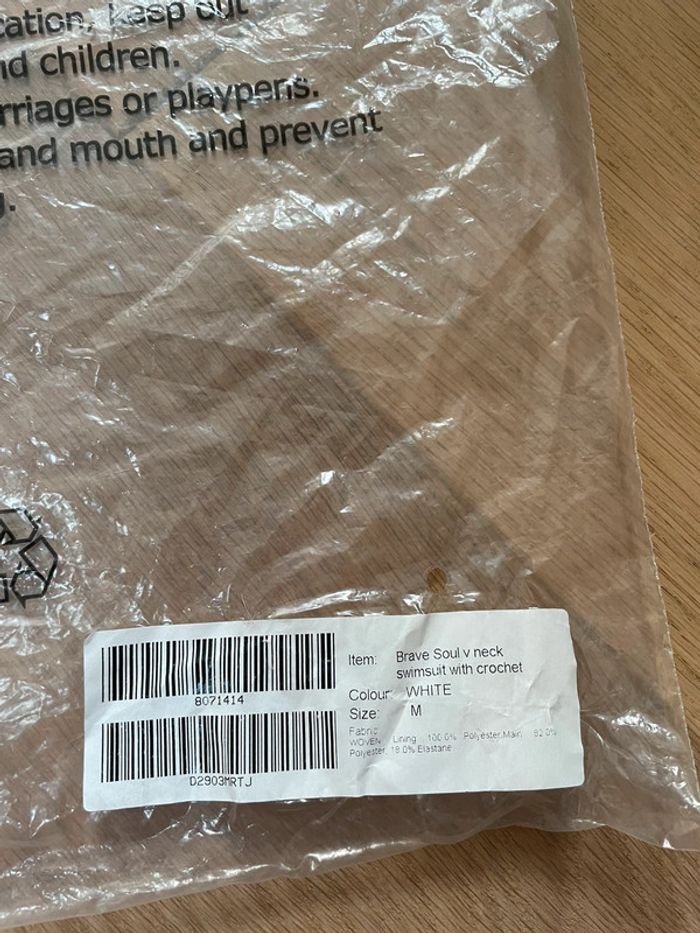 cation, keep out
nd children.
rriages or playpens.
and mouth and prevent
g.
8071414
D2903MRTJ
Item: Brave Soul v neck
swimsuit with crochet
Colour: WHITE
Size: M
Fabric:
WOVEN Lining 100.0% Polyester,Main 82.0%
Polyester, 18.0% Elastane